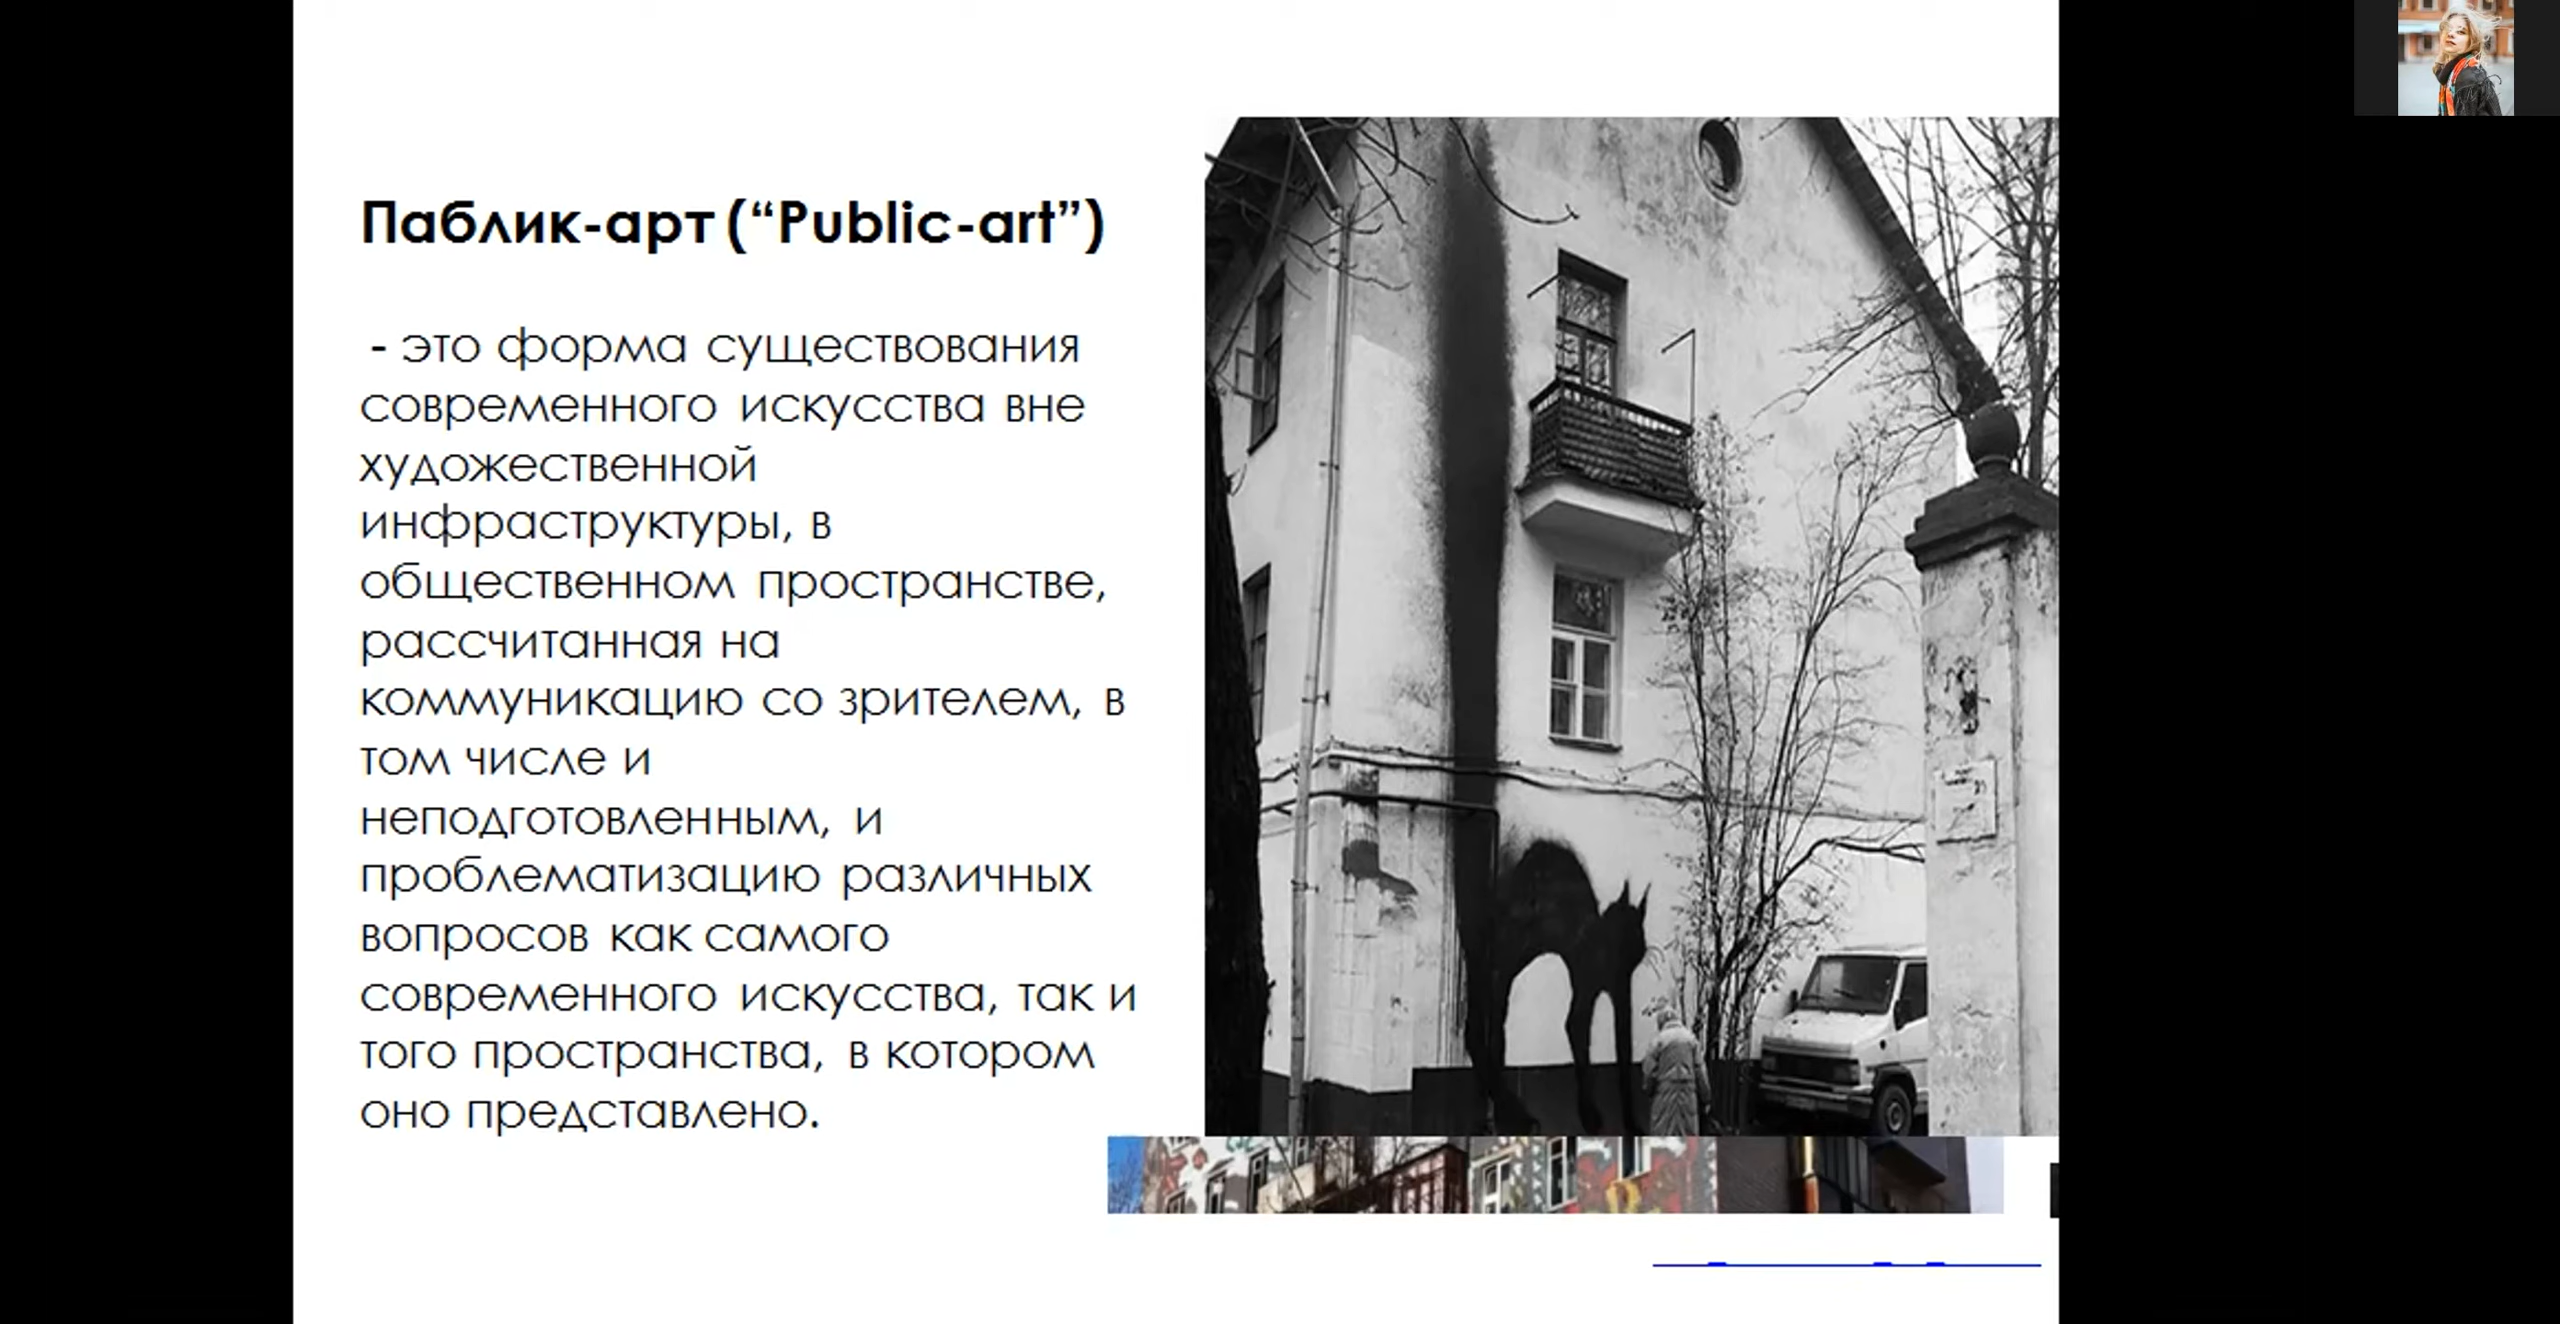 Паблик-арт (“Public-art”)
- это форма существования
современного искусства вне
художественной
инфраструктуры, в
общественном пространстве,
рассчитанная на
коммуникацию со зрителем, в
том числе и
неподготовленным, и
проблематизацию различных
вопросов как самого
современного искусства, так и
того пространства, в котором
оно представлено.